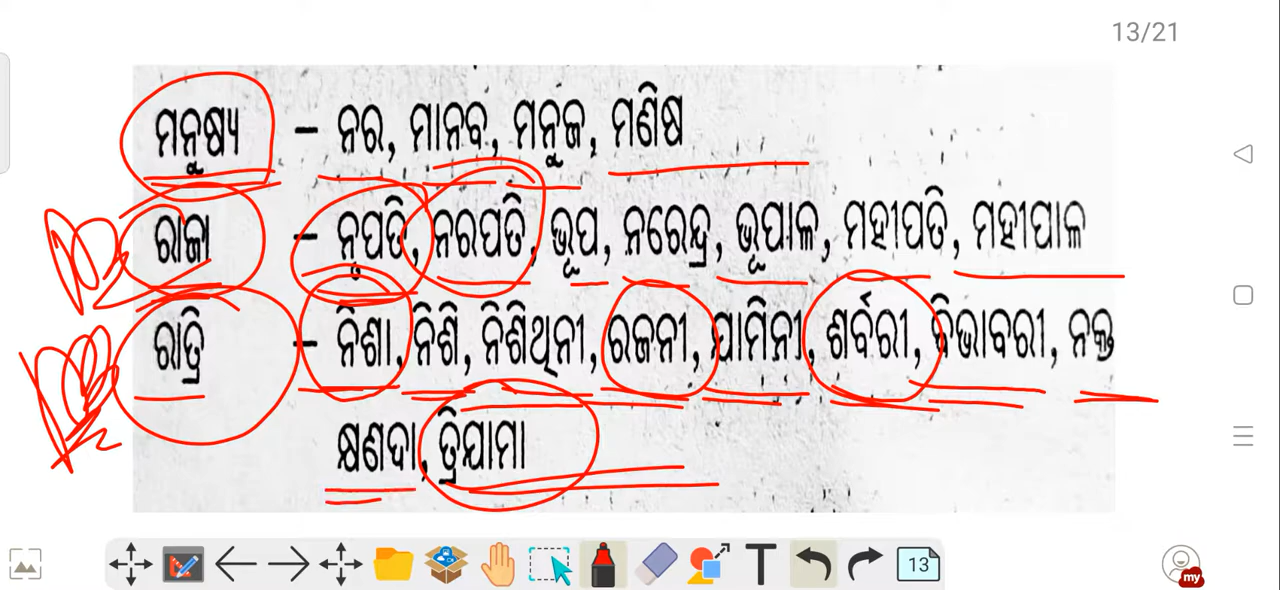 13/21
ମନୁଷ୍ୟ – ନର, ମାନବ, ମନୁଜ, ମଣିଷ
ରାଜା – ନୃପତି, ନରପତି, ଭୂପ, ନରେନ୍ଦ୍ର, ଭୂପାଳ, ମହୀପତି, ମହୀପାଳ
ରାତ୍ରି – ନିଶା, ନିଶି, ନିଶିଥିନୀ, ରଜନୀ, ଯାମିନୀ, ଶର୍ବରୀ, ବିଭାବରୀ, ନକ୍ତ
କ୍ଷଣଦା, ତ୍ରିଯାମା
T
13
my